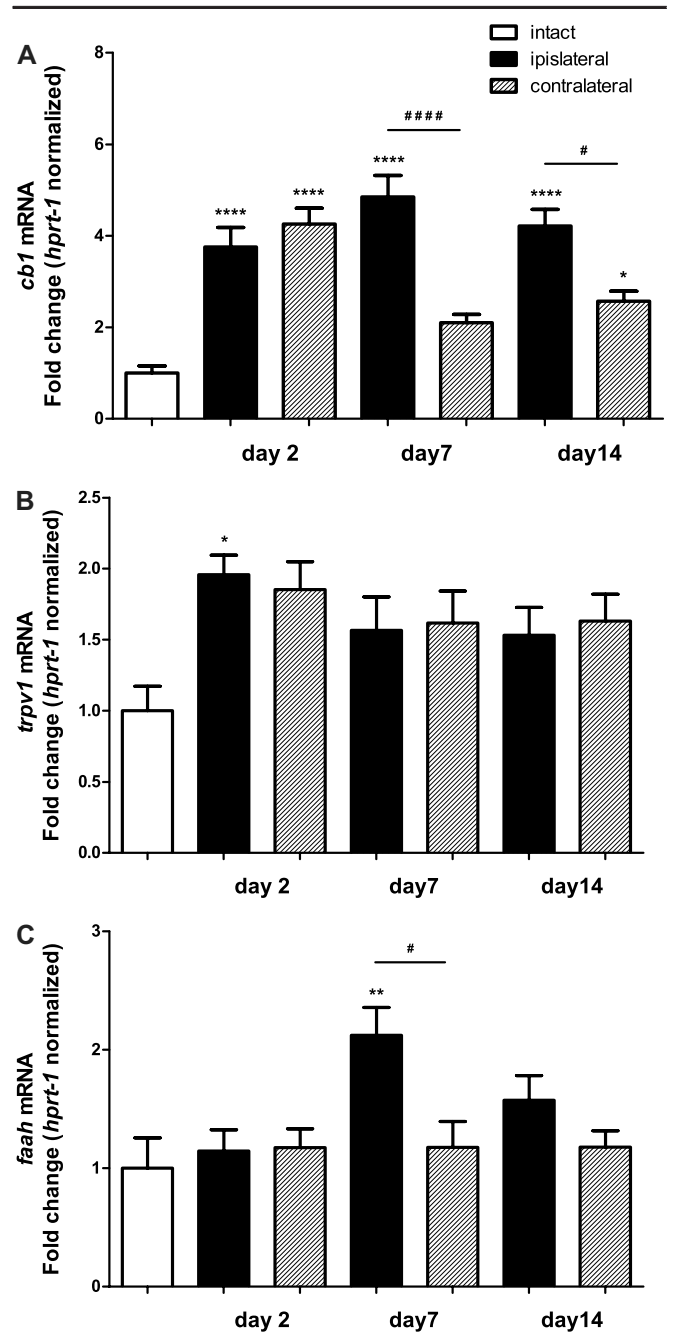 intact
ipislateral
contralateral
A
cb1 mRNA
Fold change (hprt-1 normalized)
8
6
4
2
0
####
#
****
****
****
****
*
day 2
day7
day14
B
trpv1 mRNA
Fold change (hprt-1 normalized)
2.5
2.0
1.5
1.0
0.5
0.0
*
day 2
day7
day14
C
faah mRNA
Fold change (hprt-1 normalized)
3
2
1
0
#
**
day 2
day7
day14